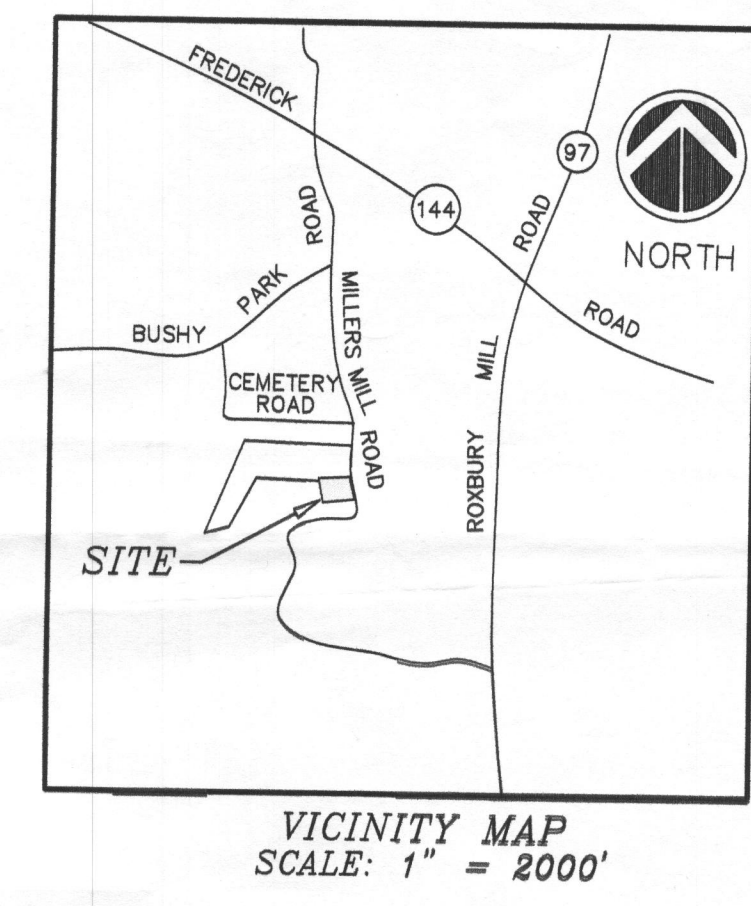 FREDERICK
97
144
ROAD
ROAD
NORTH
PARK
BUSHY
MILLERS MILL ROAD
ROAD
MILL
CEMETERY
ROAD
ROXBURY
SITE
VICINITY MAP
SCALE: 1" = 2000'